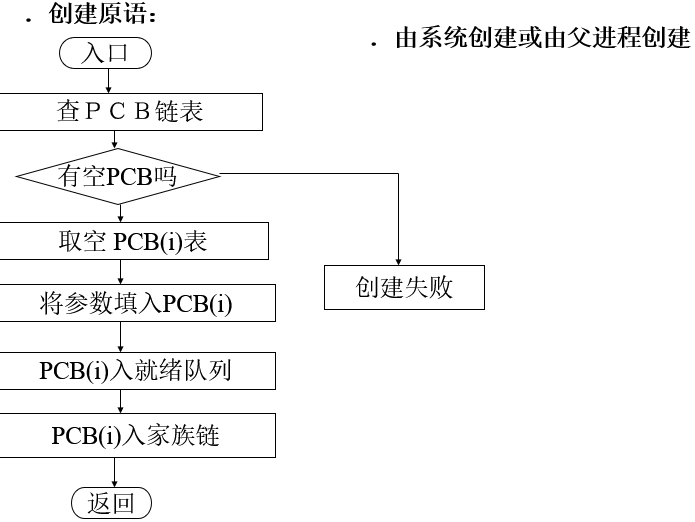 ．创建原语：
．由系统创建或由父进程创建
入口
查ＰＣＢ链表
有空PCB吗
取空 PCB(i)表
创建失败
将参数填入PCB(i)
PCB(i)入就绪队列
PCB(i)入家族链
返回